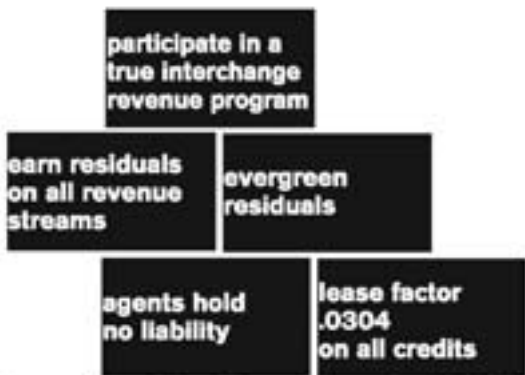 participate in a
true interchange
revenue program
earn residuals
on all revenue
streams
evergreen
residuals
agents hold
no liability
lease factor
.0304
on all credits